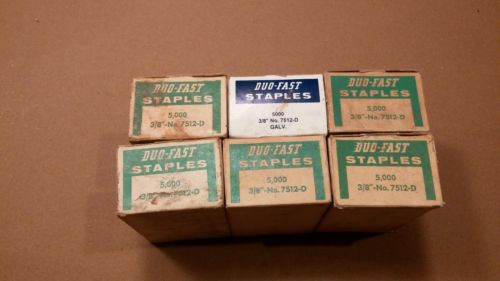 DUO-FAST
STAPLES
5,000
3/8"-No. 7512-D
DUO-FAST
STAPLES
5000
3/8" No. 7512-D
GALV.
DUO-FAST
STAPLES
5,000
3/8"-No. 7512-D
DUO-FAST
STAPLES
5,000
3/8"-No. 7512-D
DUO-FAST
STAPLES
5,000
3/8"-No. 7512-D
DUO-FAST
STAPLES
5,000
3/8"-No. 7512-D